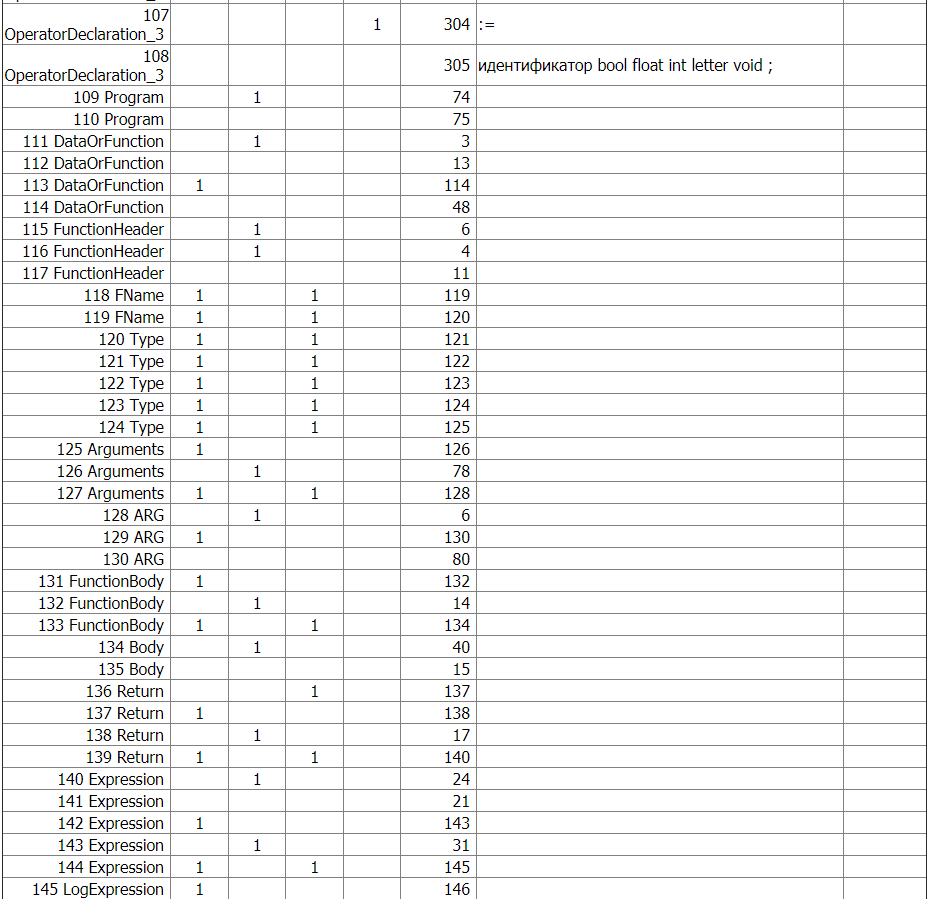 107
OperatorDeclaration_3 1 304 :=
108
OperatorDeclaration_3 305 идентификатор bool float int letter void ;
109 Program 1 74
110 Program 75
111 DataOrFunction 1 3
112 DataOrFunction 13
113 DataOrFunction 1 114
114 DataOrFunction 48
115 FunctionHeader 1 6
116 FunctionHeader 1 4
117 FunctionHeader 11
118 FName 1 1 119
119 FName 1 1 120
120 Type 1 1 121
121 Type 1 1 122
122 Type 1 1 123
123 Type 1 1 124
124 Type 1 1 125
125 Arguments 1 126
126 Arguments 1 78
127 Arguments 1 1 128
128 ARG 1 6
129 ARG 1 130
130 ARG 80
131 FunctionBody 1 132
132 FunctionBody 1 14
133 FunctionBody 1 1 134
134 Body 1 40
135 Body 15
136 Return 1 137
137 Return 1 138
138 Return 1 17
139 Return 1 1 140
140 Expression 1 24
141 Expression 21
142 Expression 1 143
143 Expression 1 31
144 Expression 1 1 145
145 LogExpression 1 146